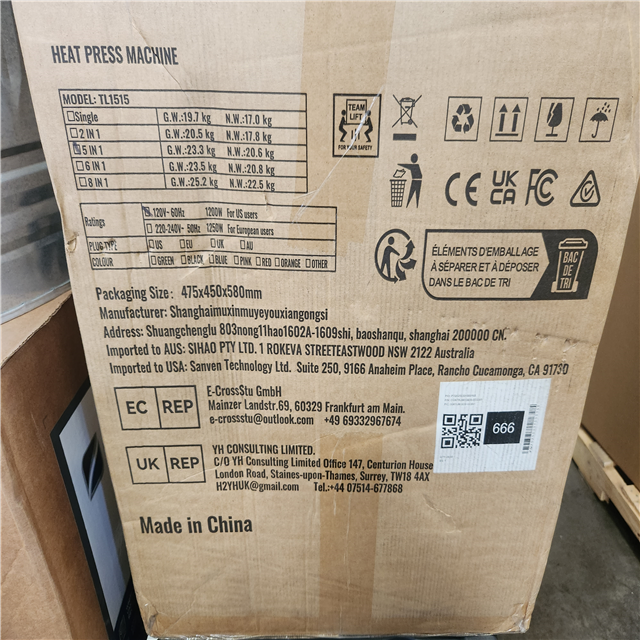 HEAT PRESS MACHINE
MODEL: TL1515
Single G.W.:19.7 kg N.W.:17.0 kg
2 IN 1 G.W.:20.5 kg N.W.:17.8 kg
5 IN 1 G.W.:23.3 kg N.W.:20.6 kg
6 IN 1 G.W.:23.5 kg N.W.:20.8 kg
8 IN 1 G.W.:25.2 kg N.W.:22.5 kg
TEAM
LIFT
FOR YOUR SAFETY
CE UK CA FC
Ratings 120V~ 60Hz 1200W For US users
220-240V~ 50Hz 1250W For European users
PLUG TYPE US EU UK AU
COLOUR GREEN BLACK BLUE PINK RED ORANGE OTHER
ÉLÉMENTS D'EMBALLAGE
À SÉPARER ET À DÉPOSER
DANS LE BAC DE TRI
BAC
DE
TRI
Packaging Size: 475x450x580mm
Manufacturer: Shanghaimuxinmuyeyouxiangongsi
Address: Shuangchenglu 803nong11hao1602A-1609shi, baoshanqu, shanghai 200000 CN.
Imported to AUS: SIHAO PTY LTD. 1 ROKEVA STREETEASTWOOD NSW 2122 Australia
Imported to USA: Sanven Technology Ltd. Suite 250, 9166 Anaheim Place, Rancho Cucamonga, CA 91730
EC REP
E-CrossStu GmbH
Mainzer Landstr.69, 60329 Frankfurt am Main.
e-crossstu@outlook.com +49 69332967674
666
UK REP
YH CONSULTING LIMITED.
C/O YH Consulting Limited Office 147, Centurion House
London Road, Staines-upon-Thames, Surrey, TW18 4AX
H2YHUK@gmail.com Tel.:+44 07514-677868
Made in China